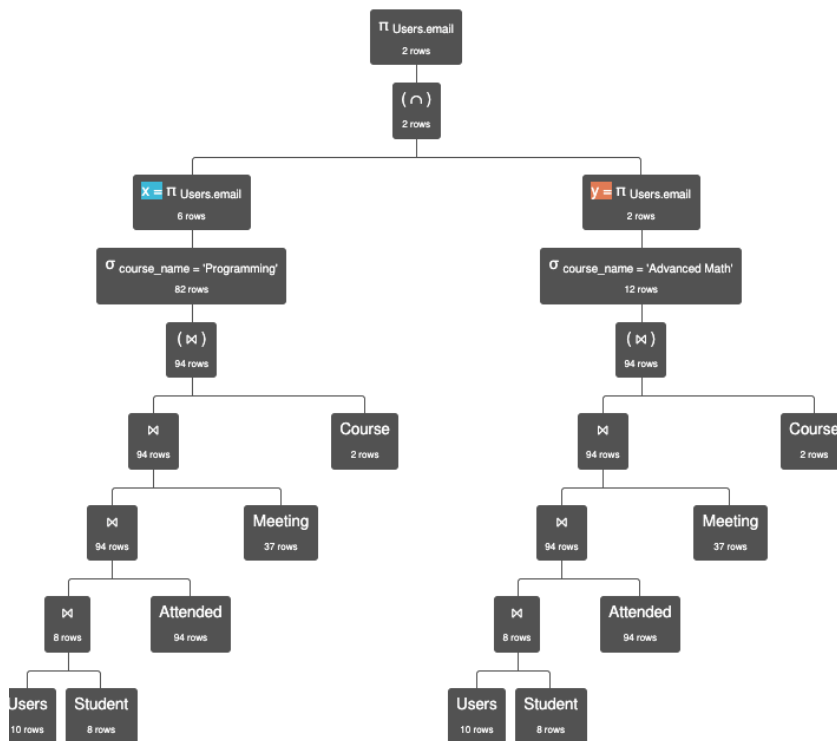 π Users.email
2 rows
( ∩ )
2 rows
x = π Users.email
6 rows
y = π Users.email
2 rows
σ course_name = 'Programming'
82 rows
σ course_name = 'Advanced Math'
12 rows
( ⋈ )
94 rows
( ⋈ )
94 rows
⋈
94 rows
Course
2 rows
⋈
94 rows
Course
2 rows
⋈
94 rows
Meeting
37 rows
⋈
94 rows
Meeting
37 rows
⋈
8 rows
Attended
94 rows
⋈
8 rows
Attended
94 rows
Users
10 rows
Student
8 rows
Users
10 rows
Student
8 rows